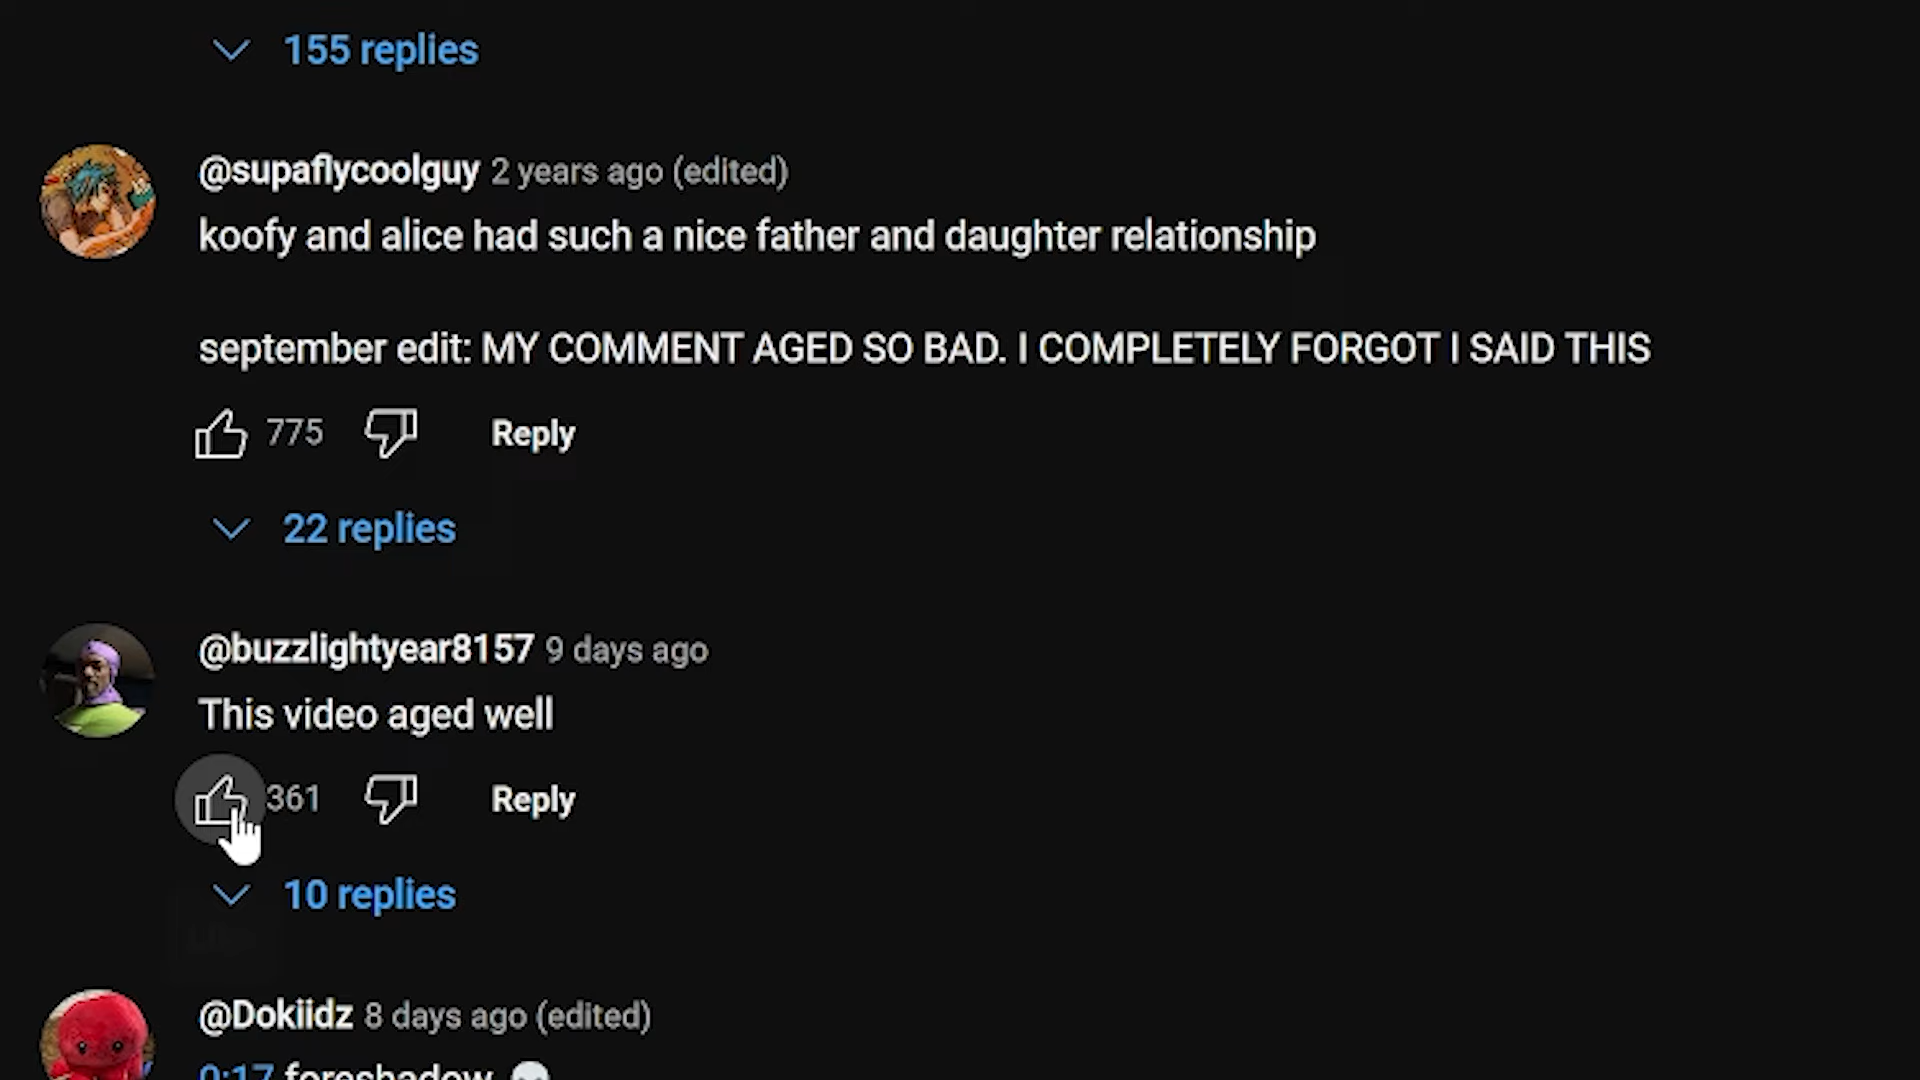 155 replies
@supaflycoolguy 2 years ago (edited)
koofy and alice had such a nice father and daughter relationship
september edit: MY COMMENT AGED SO BAD. I COMPLETELY FORGOT I SAID THIS
775 Reply
22 replies
@buzzlightyear8157 9 days ago
This video aged well
361 Reply
10 replies
@Dokiidz 8 days ago (edited)
0:17 foreshadow